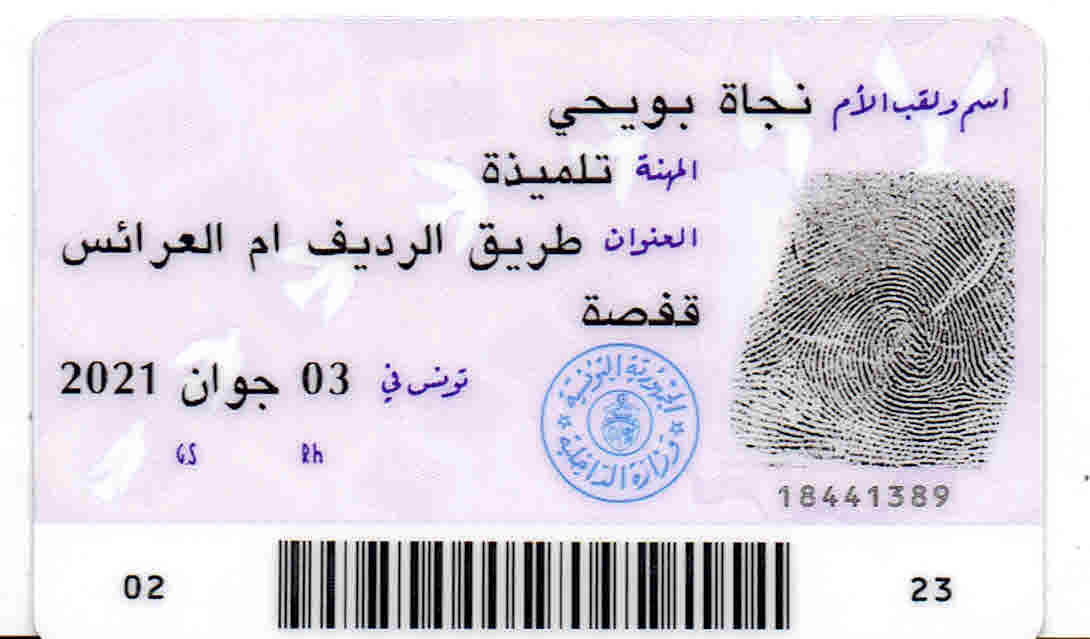 اسم ولقب الأم نجاة بويحي
المهنة تلميذة
العنوان طريق الرديف ام العرائس
قفصة
تونس في 03 جوان 2021
GS Rh
الجمهورية التونسية
وزارة الداخلية
18441389
02 23